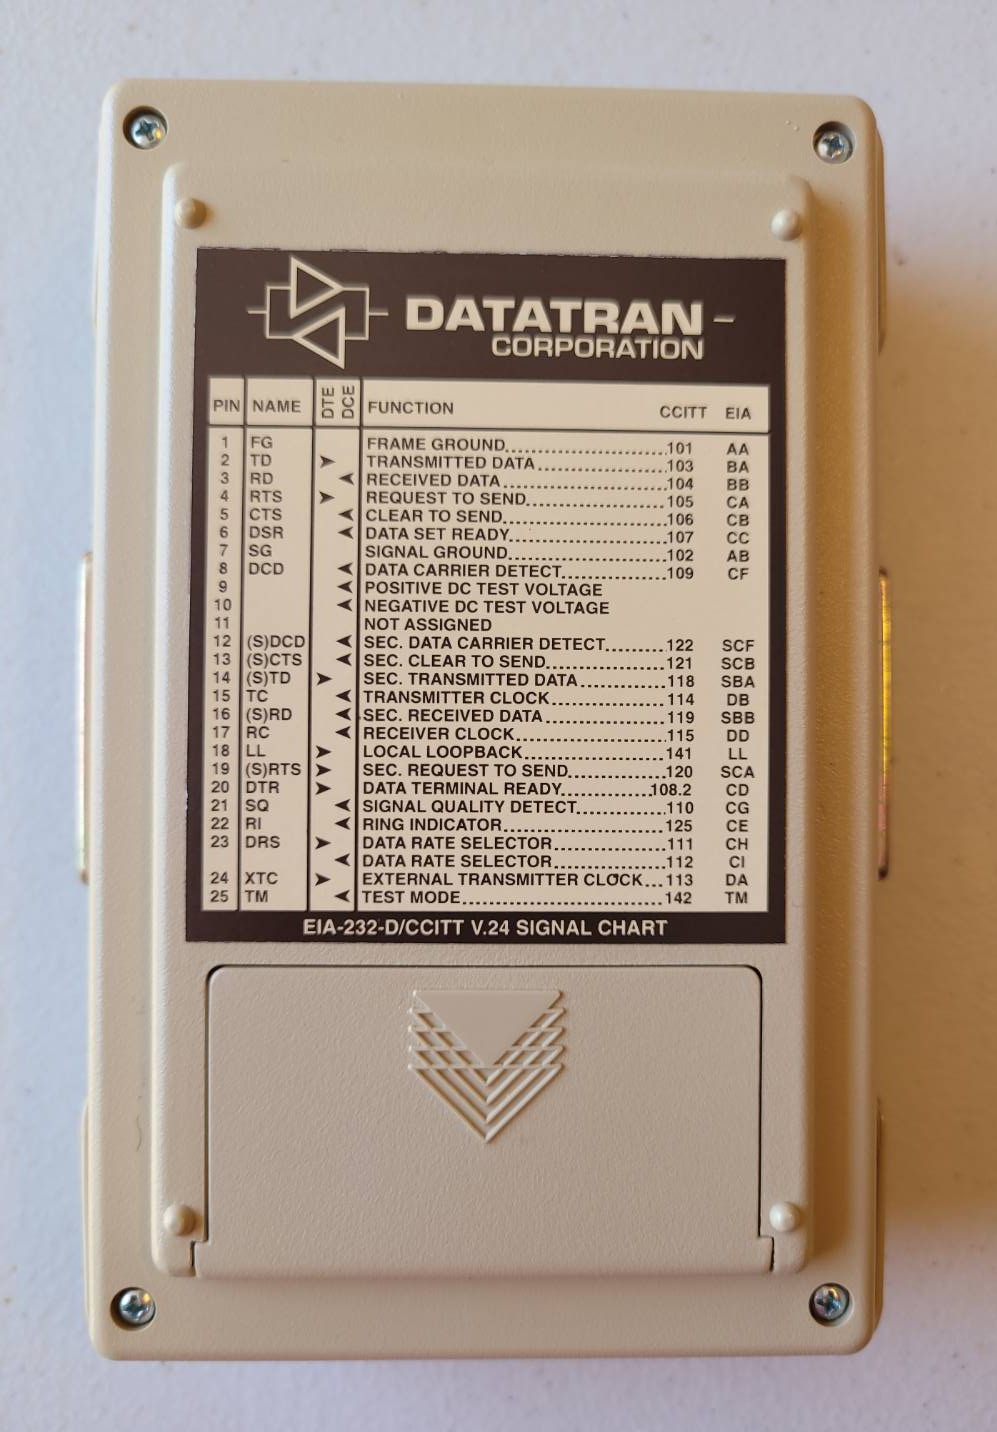 DATATRAN
CORPORATION
PIN NAME DTE DCE FUNCTION CCITT EIA
1 FG FRAME GROUND 101 AA
2 TD ➤ TRANSMITTED DATA 103 BA
3 RD ⮜ RECEIVED DATA 104 BB
4 RTS ➤ REQUEST TO SEND 105 CA
5 CTS ⮜ CLEAR TO SEND 106 CB
6 DSR ⮜ DATA SET READY 107 CC
7 SG SIGNAL GROUND 102 AB
8 DCD ⮜ DATA CARRIER DETECT 109 CF
9 ⮜ POSITIVE DC TEST VOLTAGE
10 ⮜ NEGATIVE DC TEST VOLTAGE
11 NOT ASSIGNED
12 (S)DCD ⮜ SEC. DATA CARRIER DETECT 122 SCF
13 (S)CTS ⮜ SEC. CLEAR TO SEND 121 SCB
14 (S)TD ➤ SEC. TRANSMITTED DATA 118 SBA
15 TC ⮜ TRANSMITTER CLOCK 114 DB
16 (S)RD ⮜ SEC. RECEIVED DATA 119 SBB
17 RC ⮜ RECEIVER CLOCK 115 DD
18 LL ➤ LOCAL LOOPBACK 141 LL
19 (S)RTS ➤ SEC. REQUEST TO SEND 120 SCA
20 DTR ➤ DATA TERMINAL READY 108.2 CD
21 SQ ⮜ SIGNAL QUALITY DETECT 110 CG
22 RI ⮜ RING INDICATOR 125 CE
23 DRS ➤ DATA RATE SELECTOR 111 CH
⮜ DATA RATE SELECTOR 112 CI
24 XTC ➤ EXTERNAL TRANSMITTER CLOCK 113 DA
25 TM ⮜ TEST MODE 142 TM
EIA-232-D/CCITT V.24 SIGNAL CHART